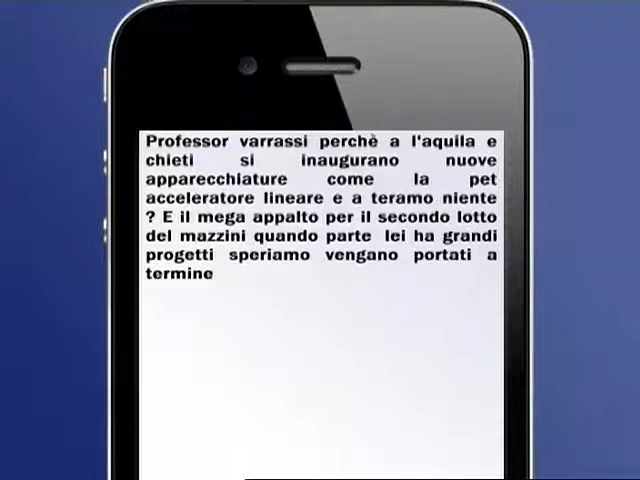 Professor varrassi perchè a l'aquila e
chieti si inaugurano nuove
apparecchiature come la pet
acceleratore lineare e a teramo niente
? E il mega appalto per il secondo lotto
del mazzini quando parte lei ha grandi
progetti speriamo vengano portati a
termine